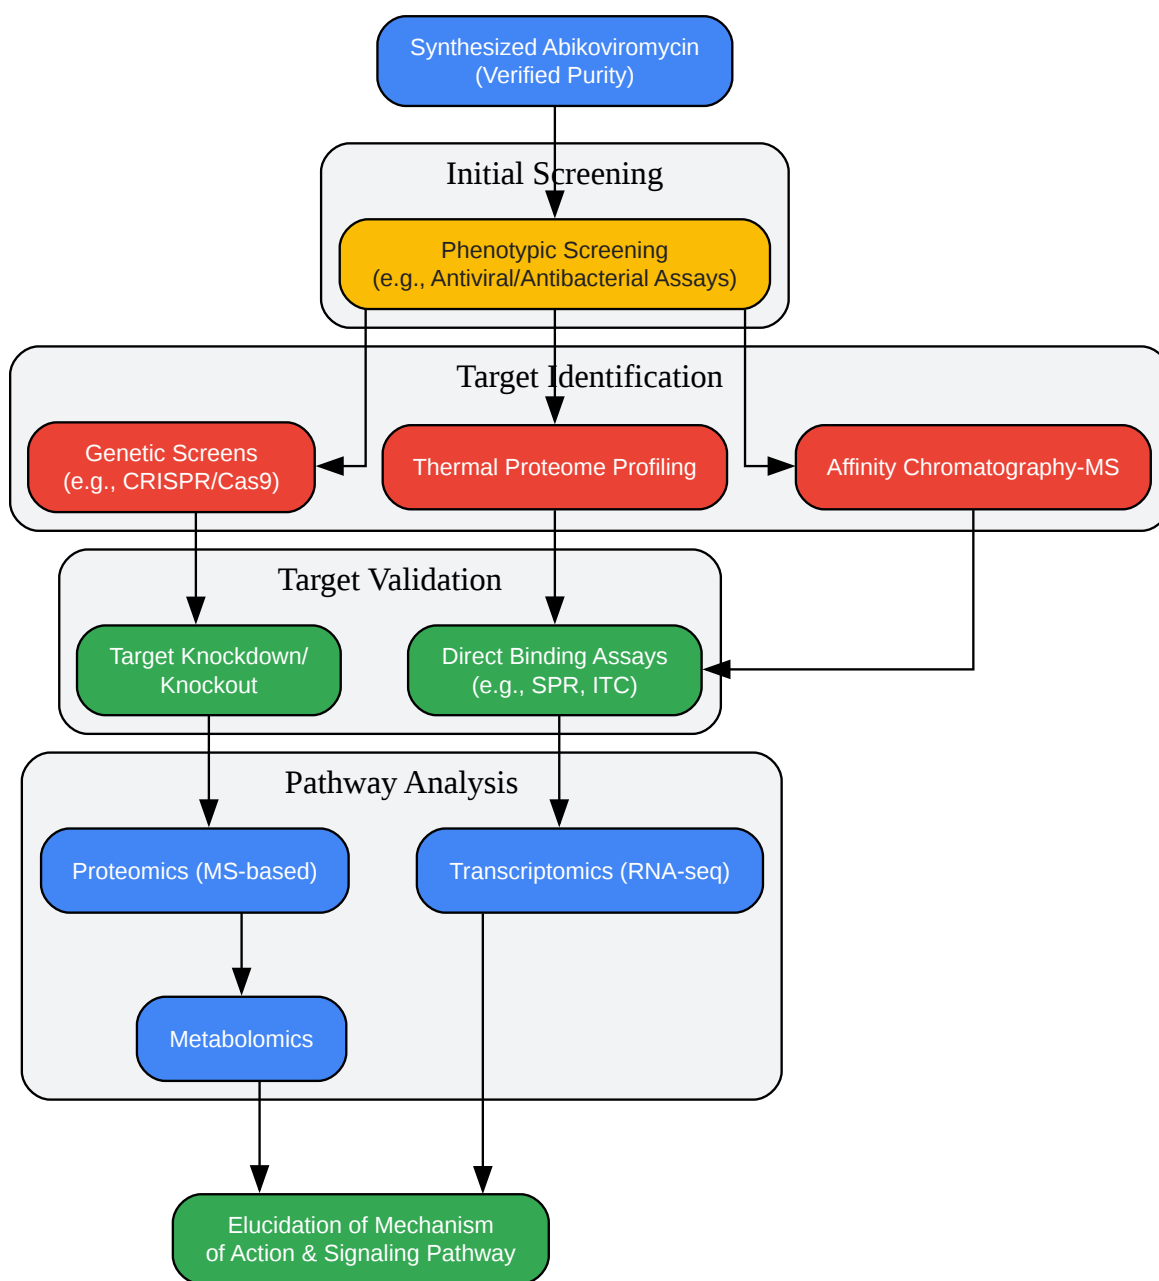 Synthesized Abikoviromycin
(Verified Purity)
Initial Screening
Phenotypic Screening
(e.g., Antiviral/Antibacterial Assays)
Target Identification
Genetic Screens
(e.g., CRISPR/Cas9)
Thermal Proteome Profiling
Affinity Chromatography-MS
Target Validation
Target Knockdown/
Knockout
Direct Binding Assays
(e.g., SPR, ITC)
Pathway Analysis
Proteomics (MS-based)
Transcriptomics (RNA-seq)
Metabolomics
Elucidation of Mechanism
of Action & Signaling Pathway